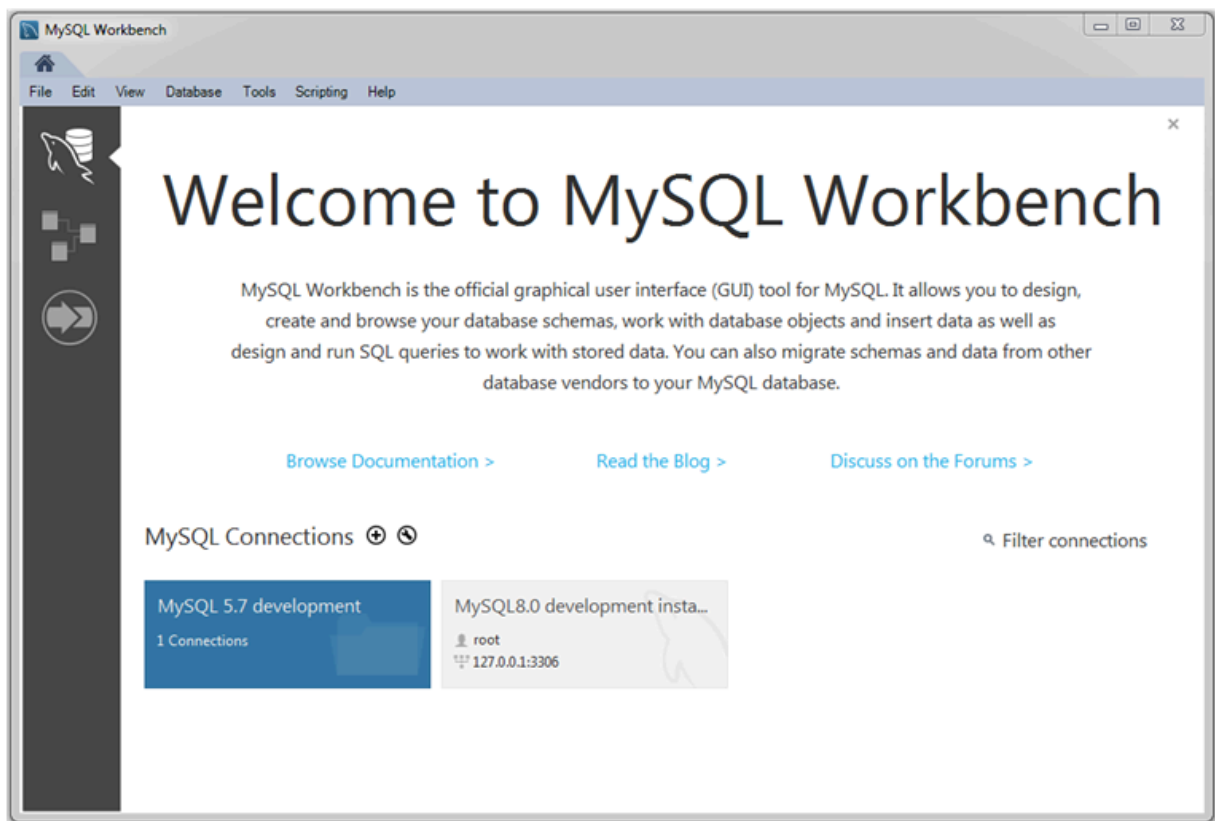 MySQL Workbench
File Edit View Database Tools Scripting Help
Welcome to MySQL Workbench
MySQL Workbench is the official graphical user interface (GUI) tool for MySQL. It allows you to design,
create and browse your database schemas, work with database objects and insert data as well as
design and run SQL queries to work with stored data. You can also migrate schemas and data from other
database vendors to your MySQL database.
Browse Documentation > Read the Blog > Discuss on the Forums >
MySQL Connections Filter connections
MySQL 5.7 development
1 Connections
MySQL8.0 development insta...
root
127.0.0.1:3306